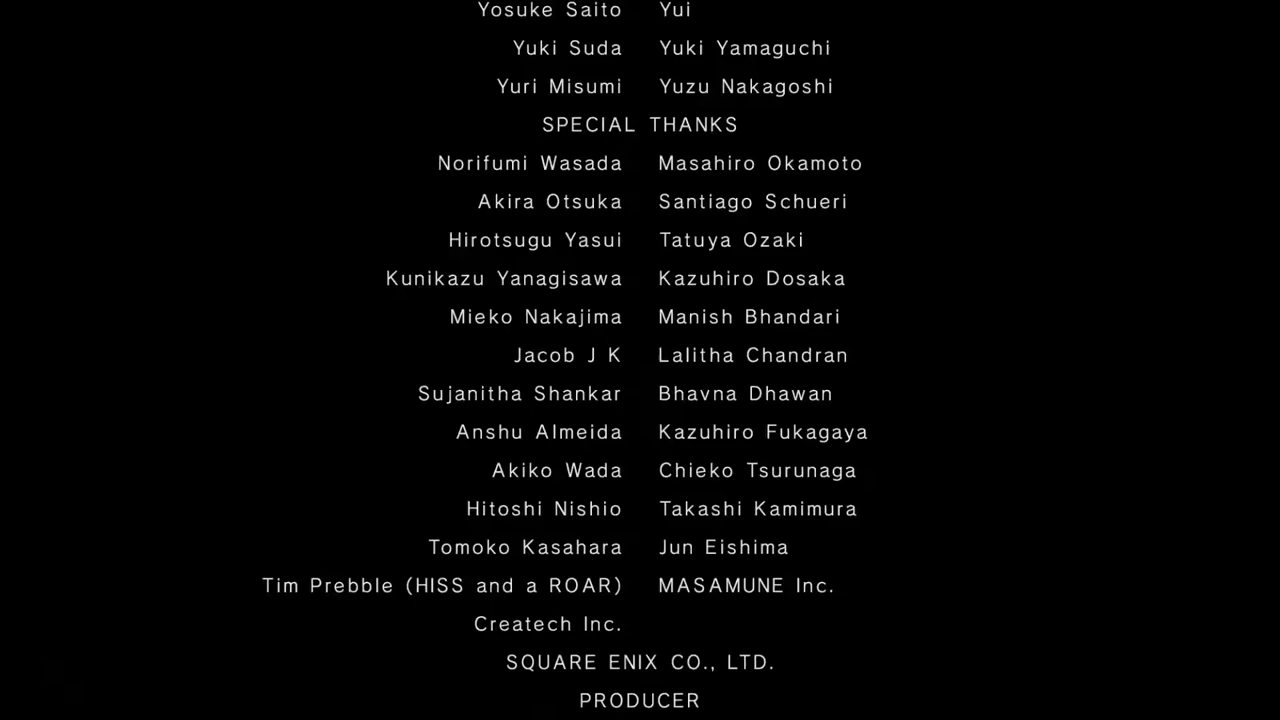 Yosuke Saito Yui
Yuki Suda Yuki Yamaguchi
Yuri Misumi Yuzu Nakagoshi
SPECIAL THANKS
Norifumi Wasada Masahiro Okamoto
Akira Otsuka Santiago Schueri
Hirotsugu Yasui Tatuya Ozaki
Kunikazu Yanagisawa Kazuhiro Dosaka
Mieko Nakajima Manish Bhandari
Jacob J K Lalitha Chandran
Sujanitha Shankar Bhavna Dhawan
Anshu Almeida Kazuhiro Fukagaya
Akiko Wada Chieko Tsurunaga
Hitoshi Nishio Takashi Kamimura
Tomoko Kasahara Jun Eishima
Tim Prebble (HISS and a ROAR) MASAMUNE Inc.
Createch Inc.
SQUARE ENIX CO., LTD.
PRODUCER